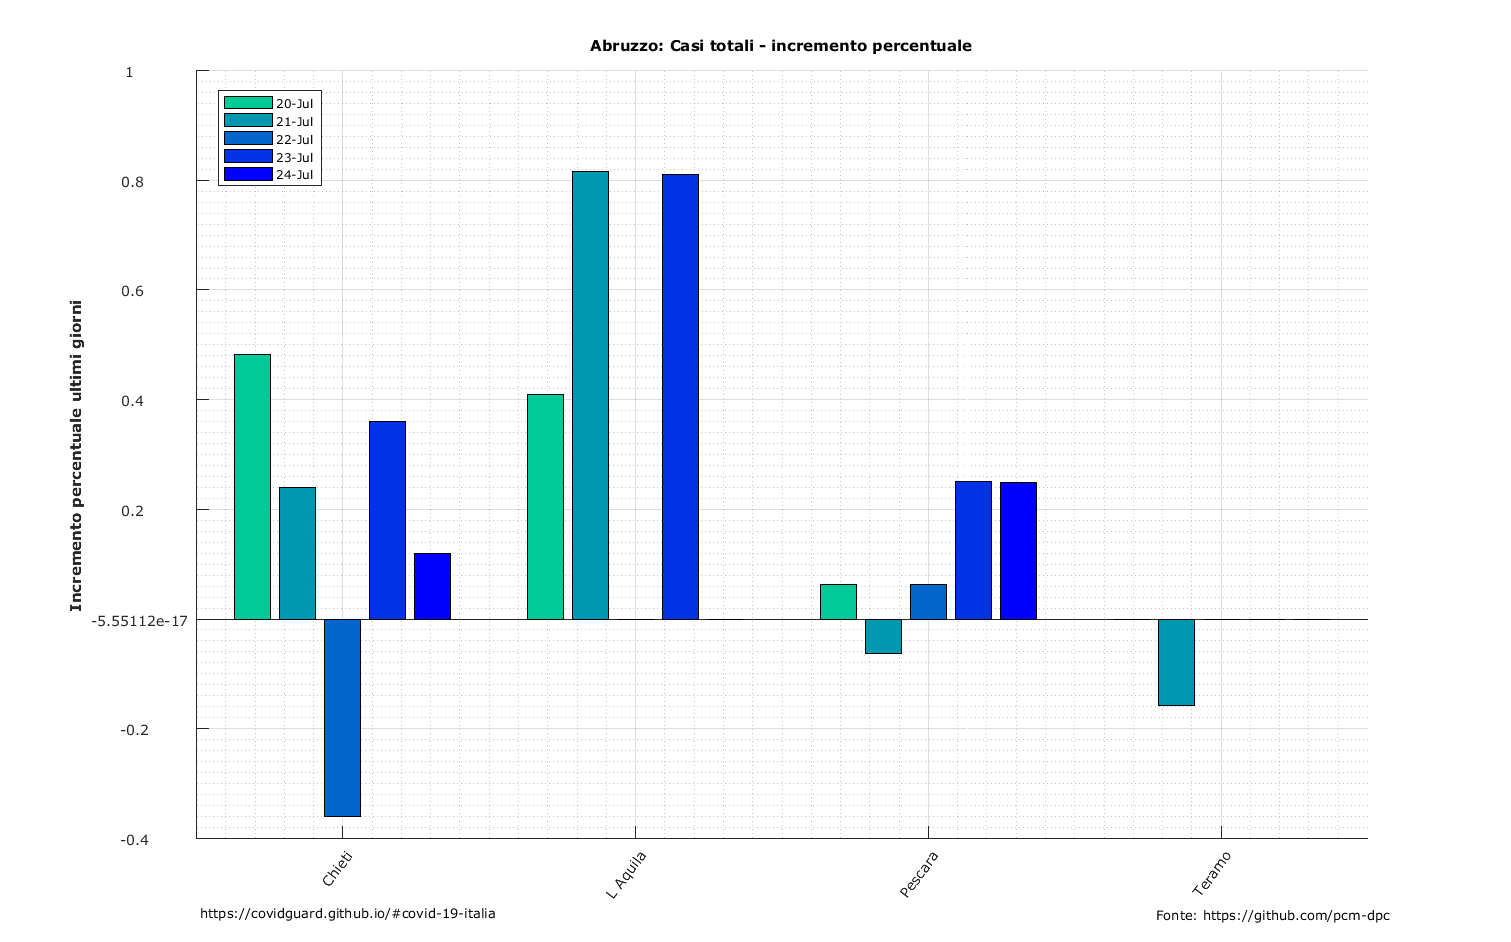 Abruzzo: Casi totali - incremento percentuale
1
20-Jul
21-Jul
22-Jul
23-Jul
24-Jul
0.8
0.6
0.4
0.2
-5.55112e-17
-0.2
-0.4
Incremento percentuale ultimi giorni
Chieti
L Aquila
Pescara
Teramo
https://covidguard.github.io/#covid-19-italia
Fonte: https://github.com/pcm-dpc